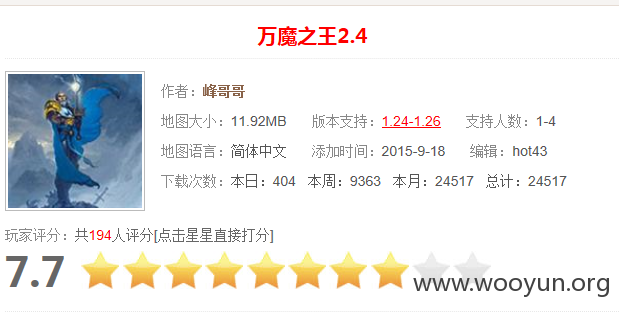 万魔之王2.4
作者：峰哥哥
地图大小：11.92MB 版本支持：1.24-1.26 支持人数：1-4
地图语言：简体中文 添加时间：2015-9-18 编辑：hot43
下载次数：本日：404 本周：9363 本月：24517 总计：24517
玩家评分：共194人评分[点击星星直接打分]
7.7
www.wooyun.org